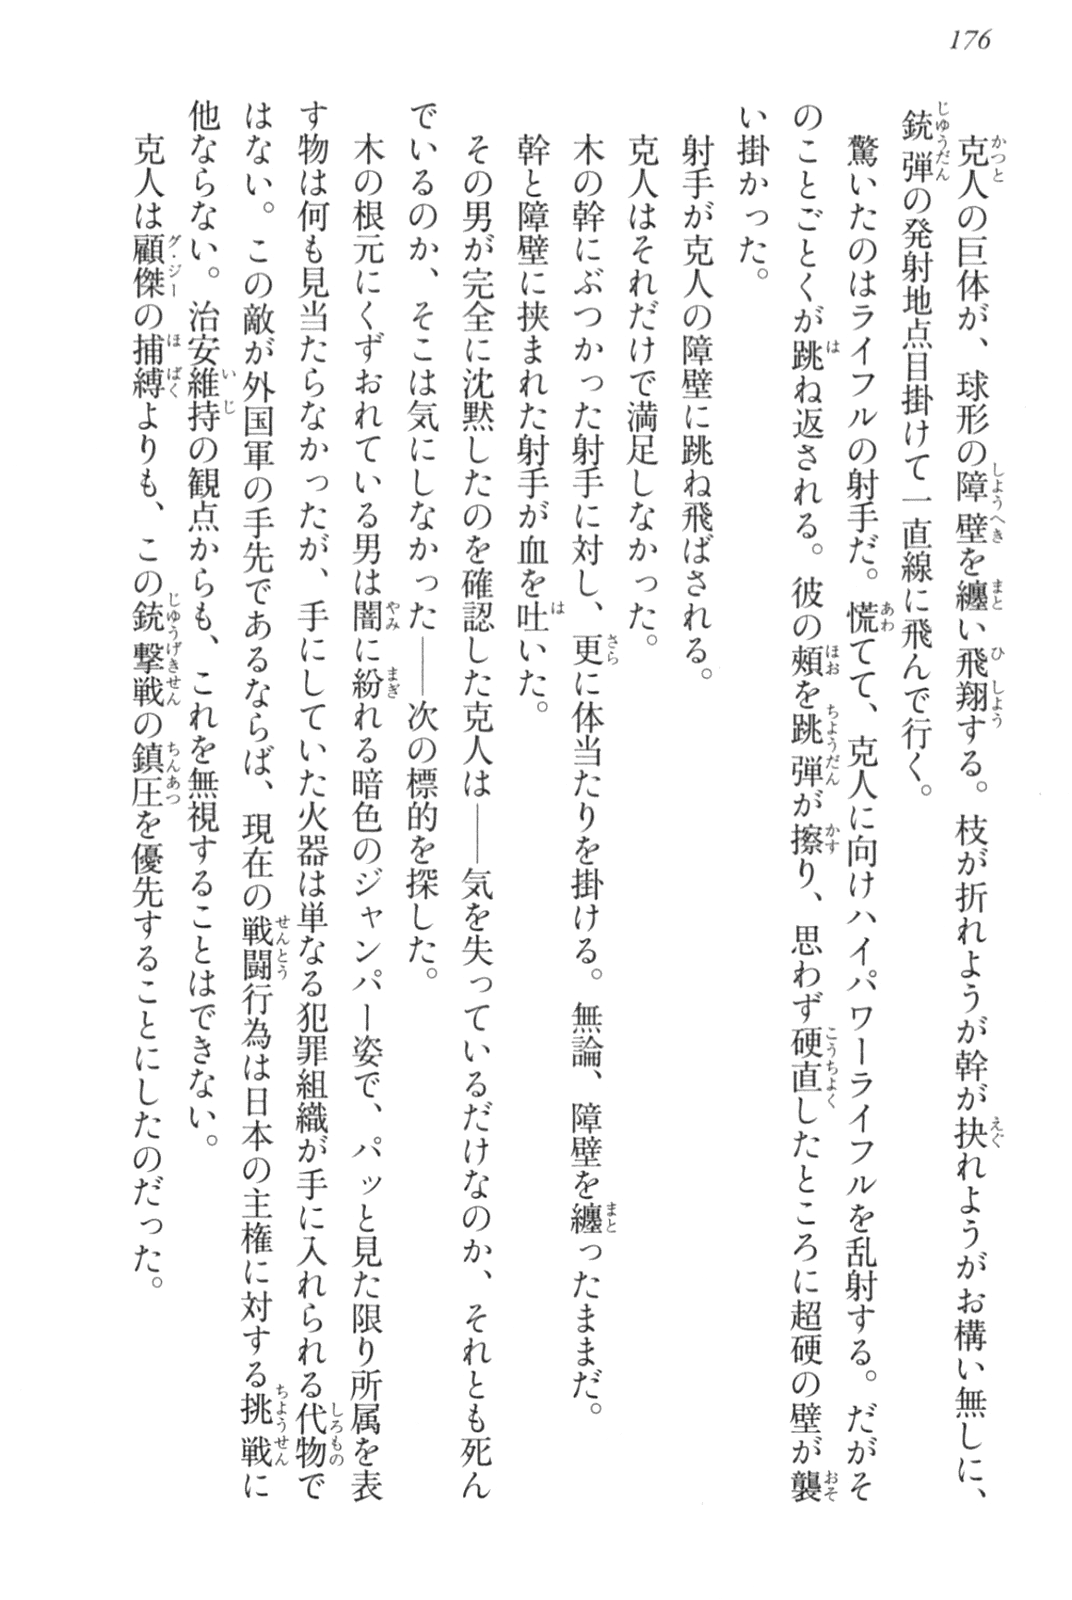 176
克人の巨体が、球形の障壁を纏い飛翔する。枝が折れようが幹が抉れようがお構い無しに、
銃弾の発射地点目掛けて一直線に飛んで行く。
驚いたのはライフルの射手だ。慌てて、克人に向けハイパワーライフルを乱射する。だがそ
のことごとくが跳ね返される。彼の頰を跳弾が擦り、思わず硬直したところに超硬の壁が襲
い掛かった。
射手が克人の障壁に跳ね飛ばされる。
克人はそれだけで満足しなかった。
木の幹にぶつかった射手に対し、更に体当たりを掛ける。無論、障壁を纏ったままだ。
幹と障壁に挟まれた射手が血を吐いた。
その男が完全に沈黙したのを確認した克人は――気を失っているだけなのか、それとも死ん
でいるのか、そこは気にしなかった――次の標的を探した。
木の根元にくずおれている男は闇に紛れる暗色のジャンパー姿で、パッと見た限り所属を表
す物は何も見当たらなかったが、手にしていた火器は単なる犯罪組織が手に入れられる代物で
はない。この敵が外国軍の手先であるならば、現在の戦闘行為は日本の主権に対する挑戦に
他ならない。治安維持の観点からも、これを無視することはできない。
克人は顧傑の捕縛よりも、この銃撃戦の鎮圧を優先することにしたのだった。